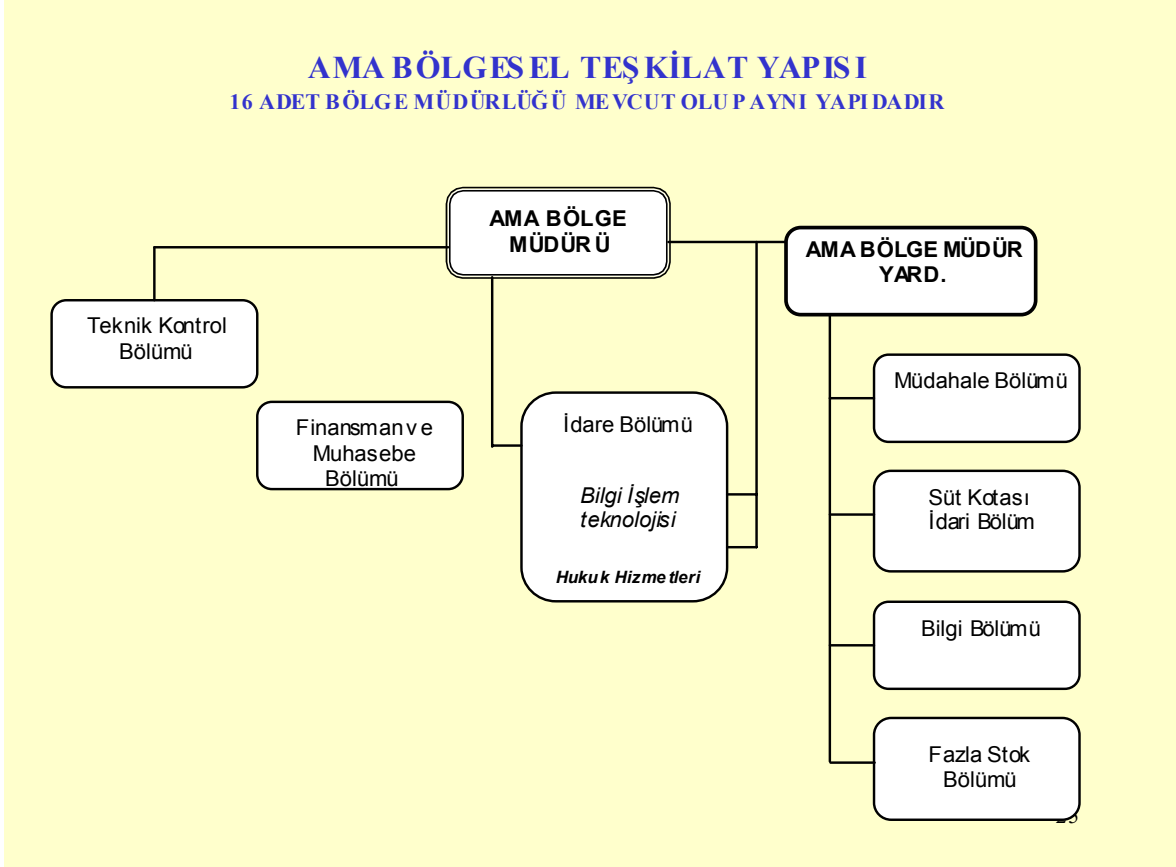 AMA BÖLGESEL TEŞKİLAT YAPISI
16 ADET BÖLGE MÜDÜRLÜĞÜ MEVCUT OLUP AYNI YAPIDADIR
AMA BÖLGE
MÜDÜRÜ
AMA BÖLGE MÜDÜR
YARD.
Teknik Kontrol
Bölümü
Finansman ve
Muhasebe
Bölümü
İdare Bölümü
Bilgi İşlem
teknolojisi
Hukuk Hizmetleri
Müdahale Bölümü
Süt Kotası
İdari Bölüm
Bilgi Bölümü
Fazla Stok
Bölümü